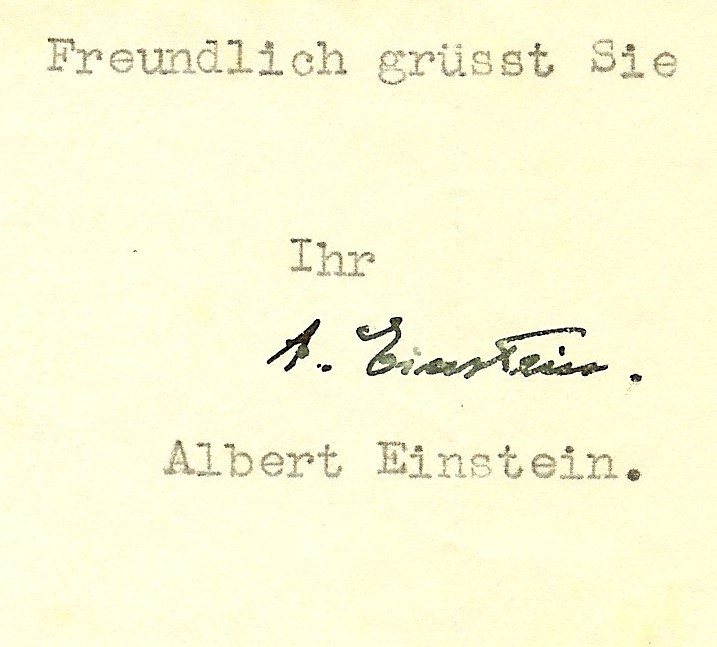 Freundlich grüsst Sie
Ihr
A. Einstein.
Albert Einstein.